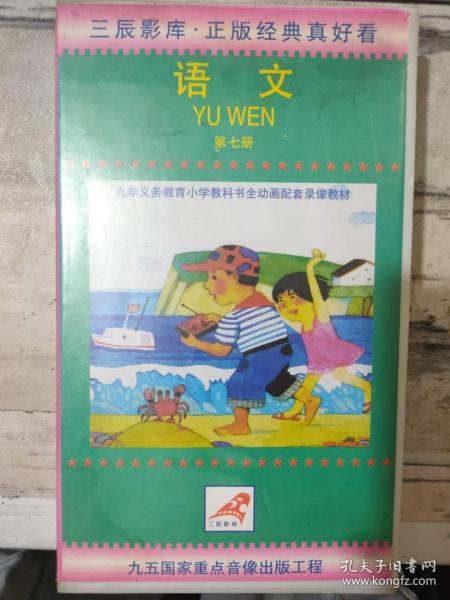 三辰影库·正版经典真好看
语 文
YU WEN
第七册
九年义务教育小学教科书全动画配套录像教材
三辰影库
九五国家重点音像出版工程
孔夫子旧书网